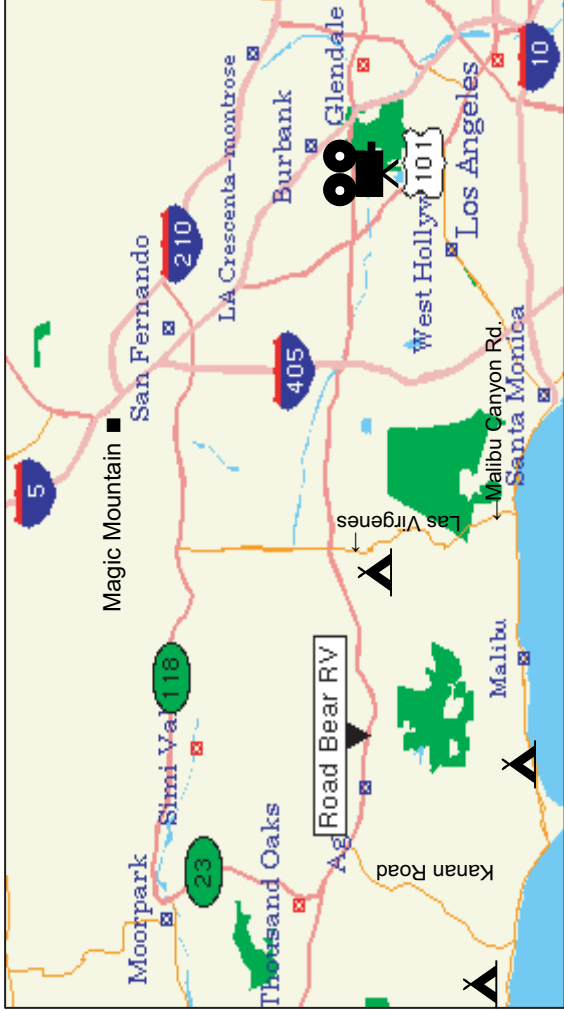 5
Magic Mountain
Moorpark
San Fernando
Simi Val
118
210
23
LA Crescenta-montrose
Thousand Oaks
Burbank
405
Road Bear RV
Glendale
Ag
Las Virgenes
West Hollyw
101
Kanan Road
Los Angeles
←Malibu Canyon Rd.
Malibu
Santa Monica
10